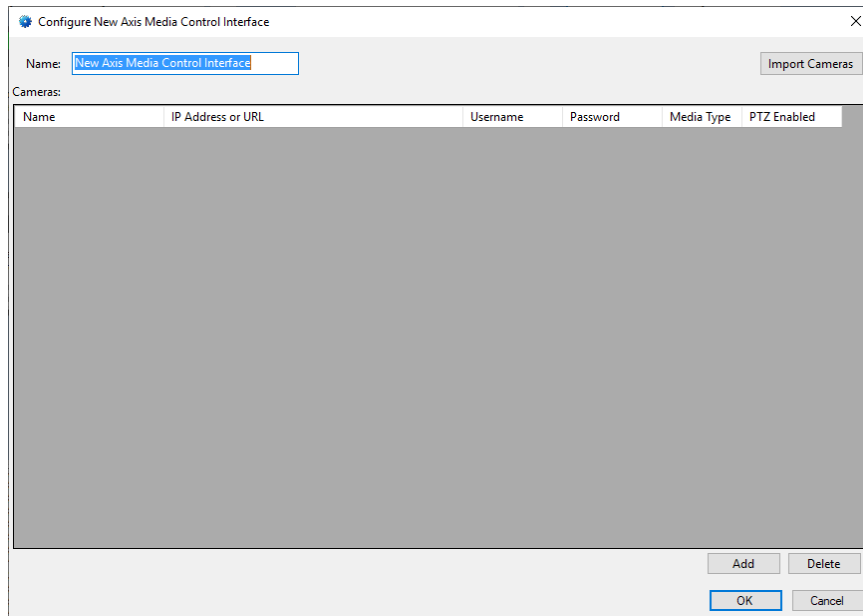 Configure New Axis Media Control Interface
Name: New Axis Media Control Interface Import Cameras
Cameras:
Name IP Address or URL Username Password Media Type PTZ Enabled
Add Delete
OK Cancel